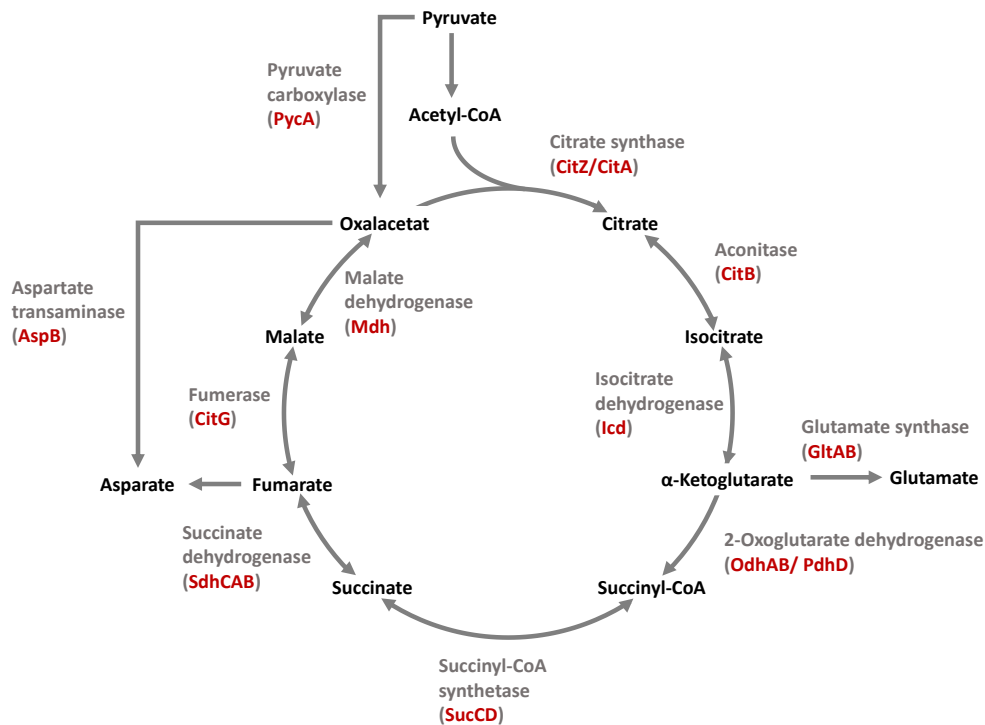 Pyruvate
Pyruvate
carboxylase
(PycA)
Acetyl-CoA
Citrate synthase
(CitZ/CitA)
Oxalacetat
Citrate
Aconitase
(CitB)
Malate
dehydrogenase
(Mdh)
Aspartate
transaminase
(AspB)
Malate
Isocitrate
Isocitrate
dehydrogenase
(Icd)
Fumerase
(CitG)
Glutamate synthase
(GltAB)
Asparate
Fumarate
α-Ketoglutarate
Glutamate
Succinate
dehydrogenase
(SdhCAB)
2-Oxoglutarate dehydrogenase
(OdhAB/ PdhD)
Succinate
Succinyl-CoA
Succinyl-CoA
synthetase
(SucCD)